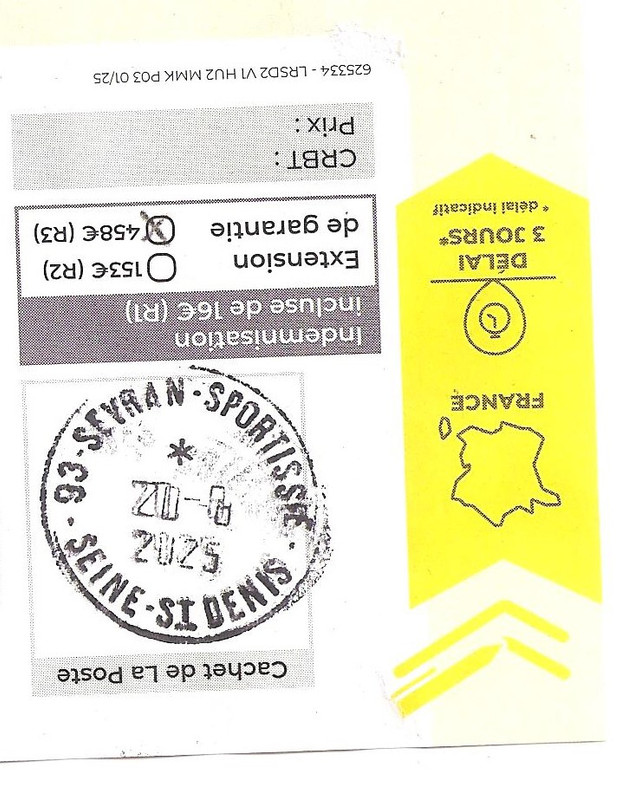 FRANCE
DÉLAI
3 JOURS*
* délai indicatif
Cachet de La Poste
93-SEVRAN-SPORTISSE
20-8
2025
SEINE-ST DENIS
Indemnisation
incluse de 16€ (R1)
Extension 153€ (R2)
de garantie 458€ (R3)
CRBT :
Prix :
625334 - LRSD2 V1 HU2 MMK P03 01/25